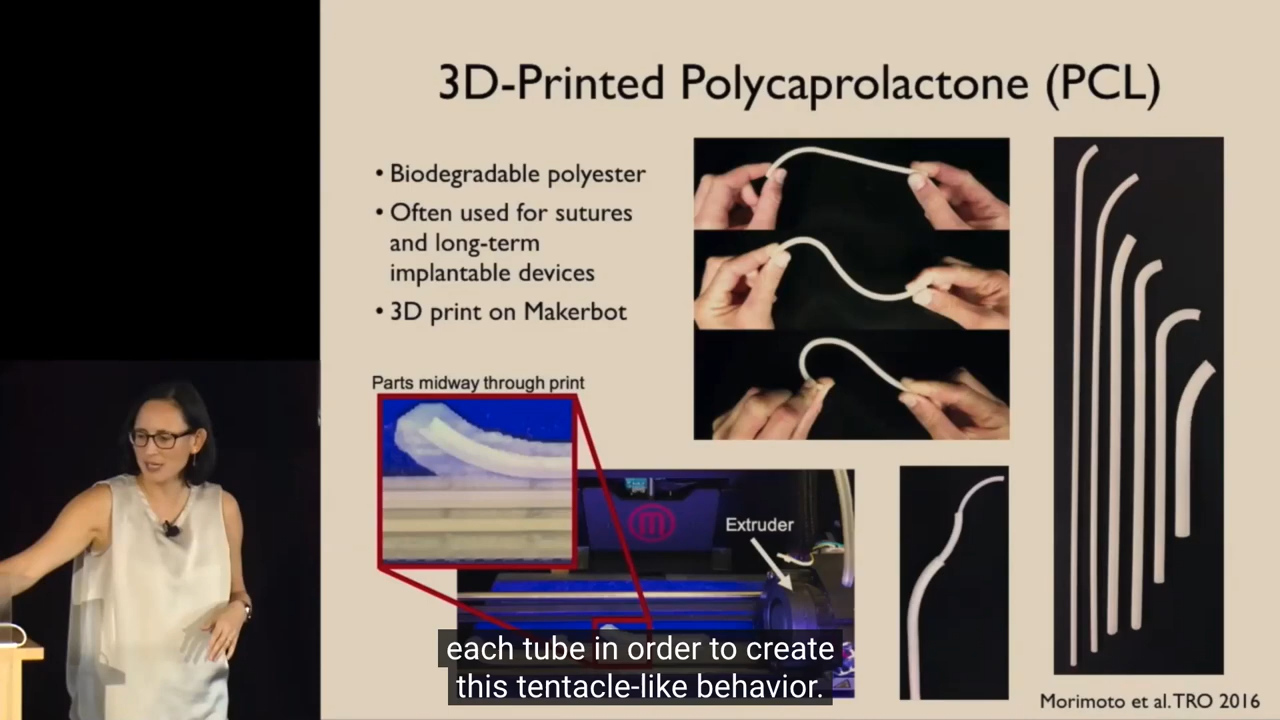 3D-Printed Polycaprolactone (PCL)
• Biodegradable polyester
• Often used for sutures
and long-term
implantable devices
• 3D print on Makerbot
Parts midway through print
Extruder
each tube in order to create
this tentacle-like behavior.
Morimoto et al. TRO 2016